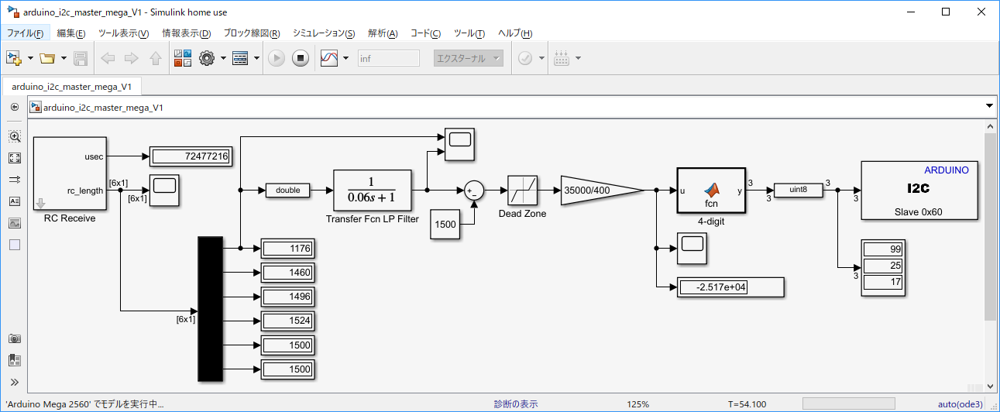 arduino_i2c_master_mega_V1 - Simulink home use
ファイル(F) 編集(E) ツール表示(V) 情報表示(D) ブロック線図(R) シミュレーション(S) 解析(A) コード(C) ツール(T) ヘルプ(H)
inf エクスターナル
arduino_i2c_master_mega_V1
arduino_i2c_master_mega_V1
usec
rc_length
RC Receive
72477216
[6x1]
[6x1]
[6x1]
double
1
0.06s + 1
Transfer Fcn LP Filter
+
−
1500
Dead Zone
35000/400
u
fcn
y
4-digit
3
3
uint8
3
3
ARDUINO
I2C
Slave 0x60
1176
1460
1496
1524
1500
1500
-2.517e+04
99
25
17
'Arduino Mega 2560' でモデルを実行中... 診断の表示 125% T=54.100 auto(ode3)